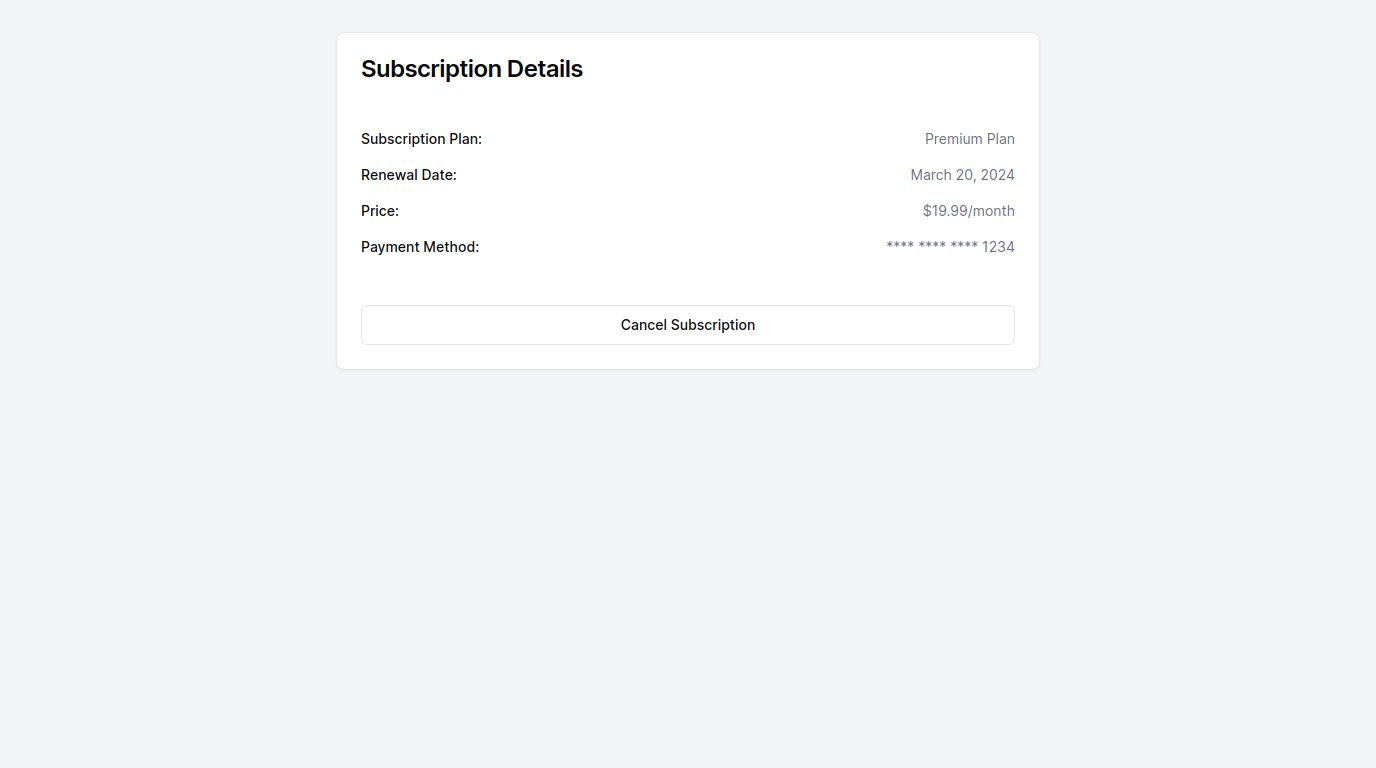 Subscription Details
Subscription Plan: Premium Plan
Renewal Date: March 20, 2024
Price: $19.99/month
Payment Method: **** **** **** 1234
Cancel Subscription